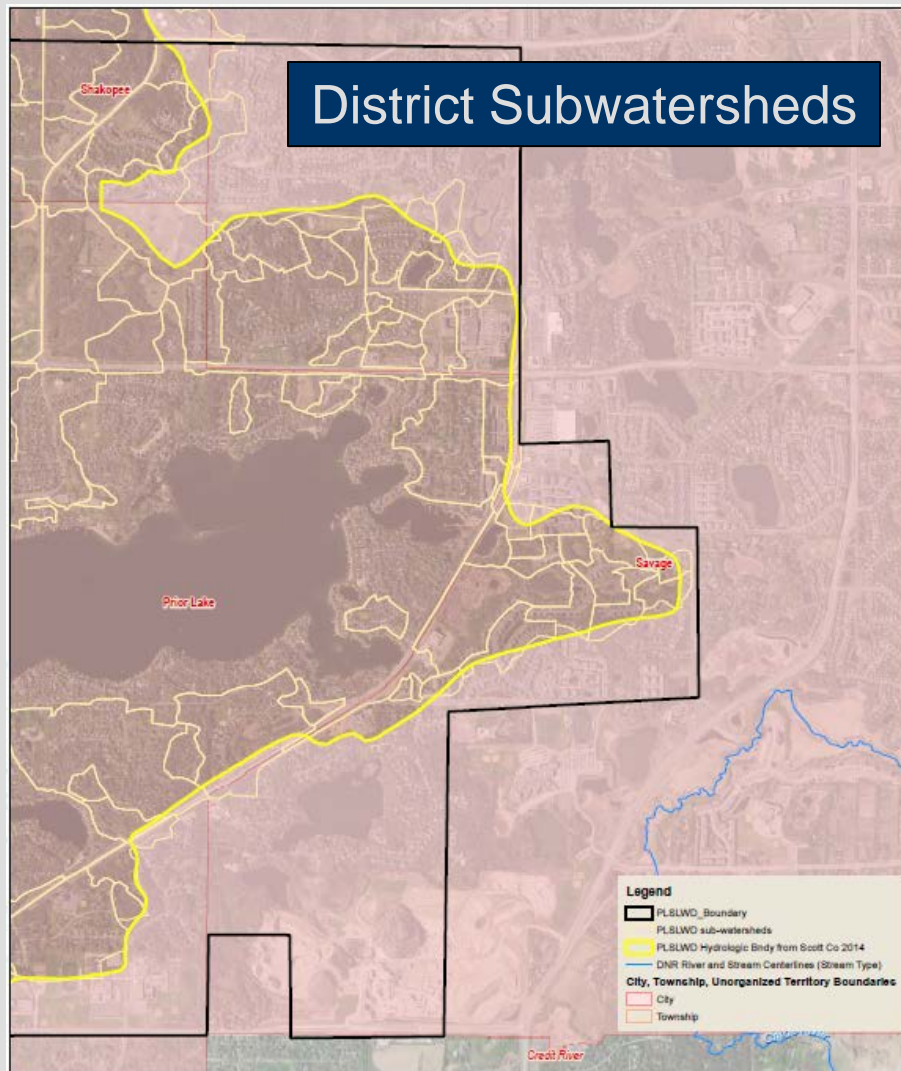 District Subwatersheds
Shakopee
Savage
Prior Lake
Legend
PLSLWD_Boundary
PLSLWD sub-watersheds
PLSLWD Hydrologic Bndy from Scott Co 2014
DNR River and Stream Centerlines (Stream Type)
City, Township, Unorganized Territory Boundaries
City
Township
Credit River